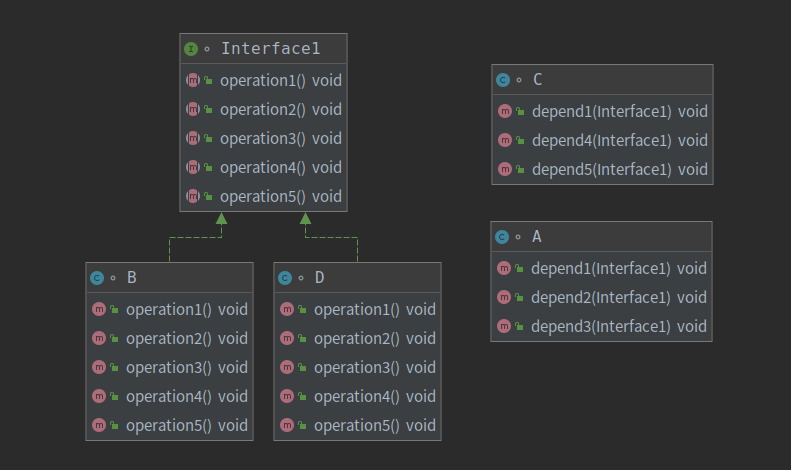 Interface1
operation1() void
operation2() void
operation3() void
operation4() void
operation5() void
C
depend1(Interface1) void
depend4(Interface1) void
depend5(Interface1) void
A
depend1(Interface1) void
depend2(Interface1) void
depend3(Interface1) void
B
operation1() void
operation2() void
operation3() void
operation4() void
operation5() void
D
operation1() void
operation2() void
operation3() void
operation4() void
operation5() void